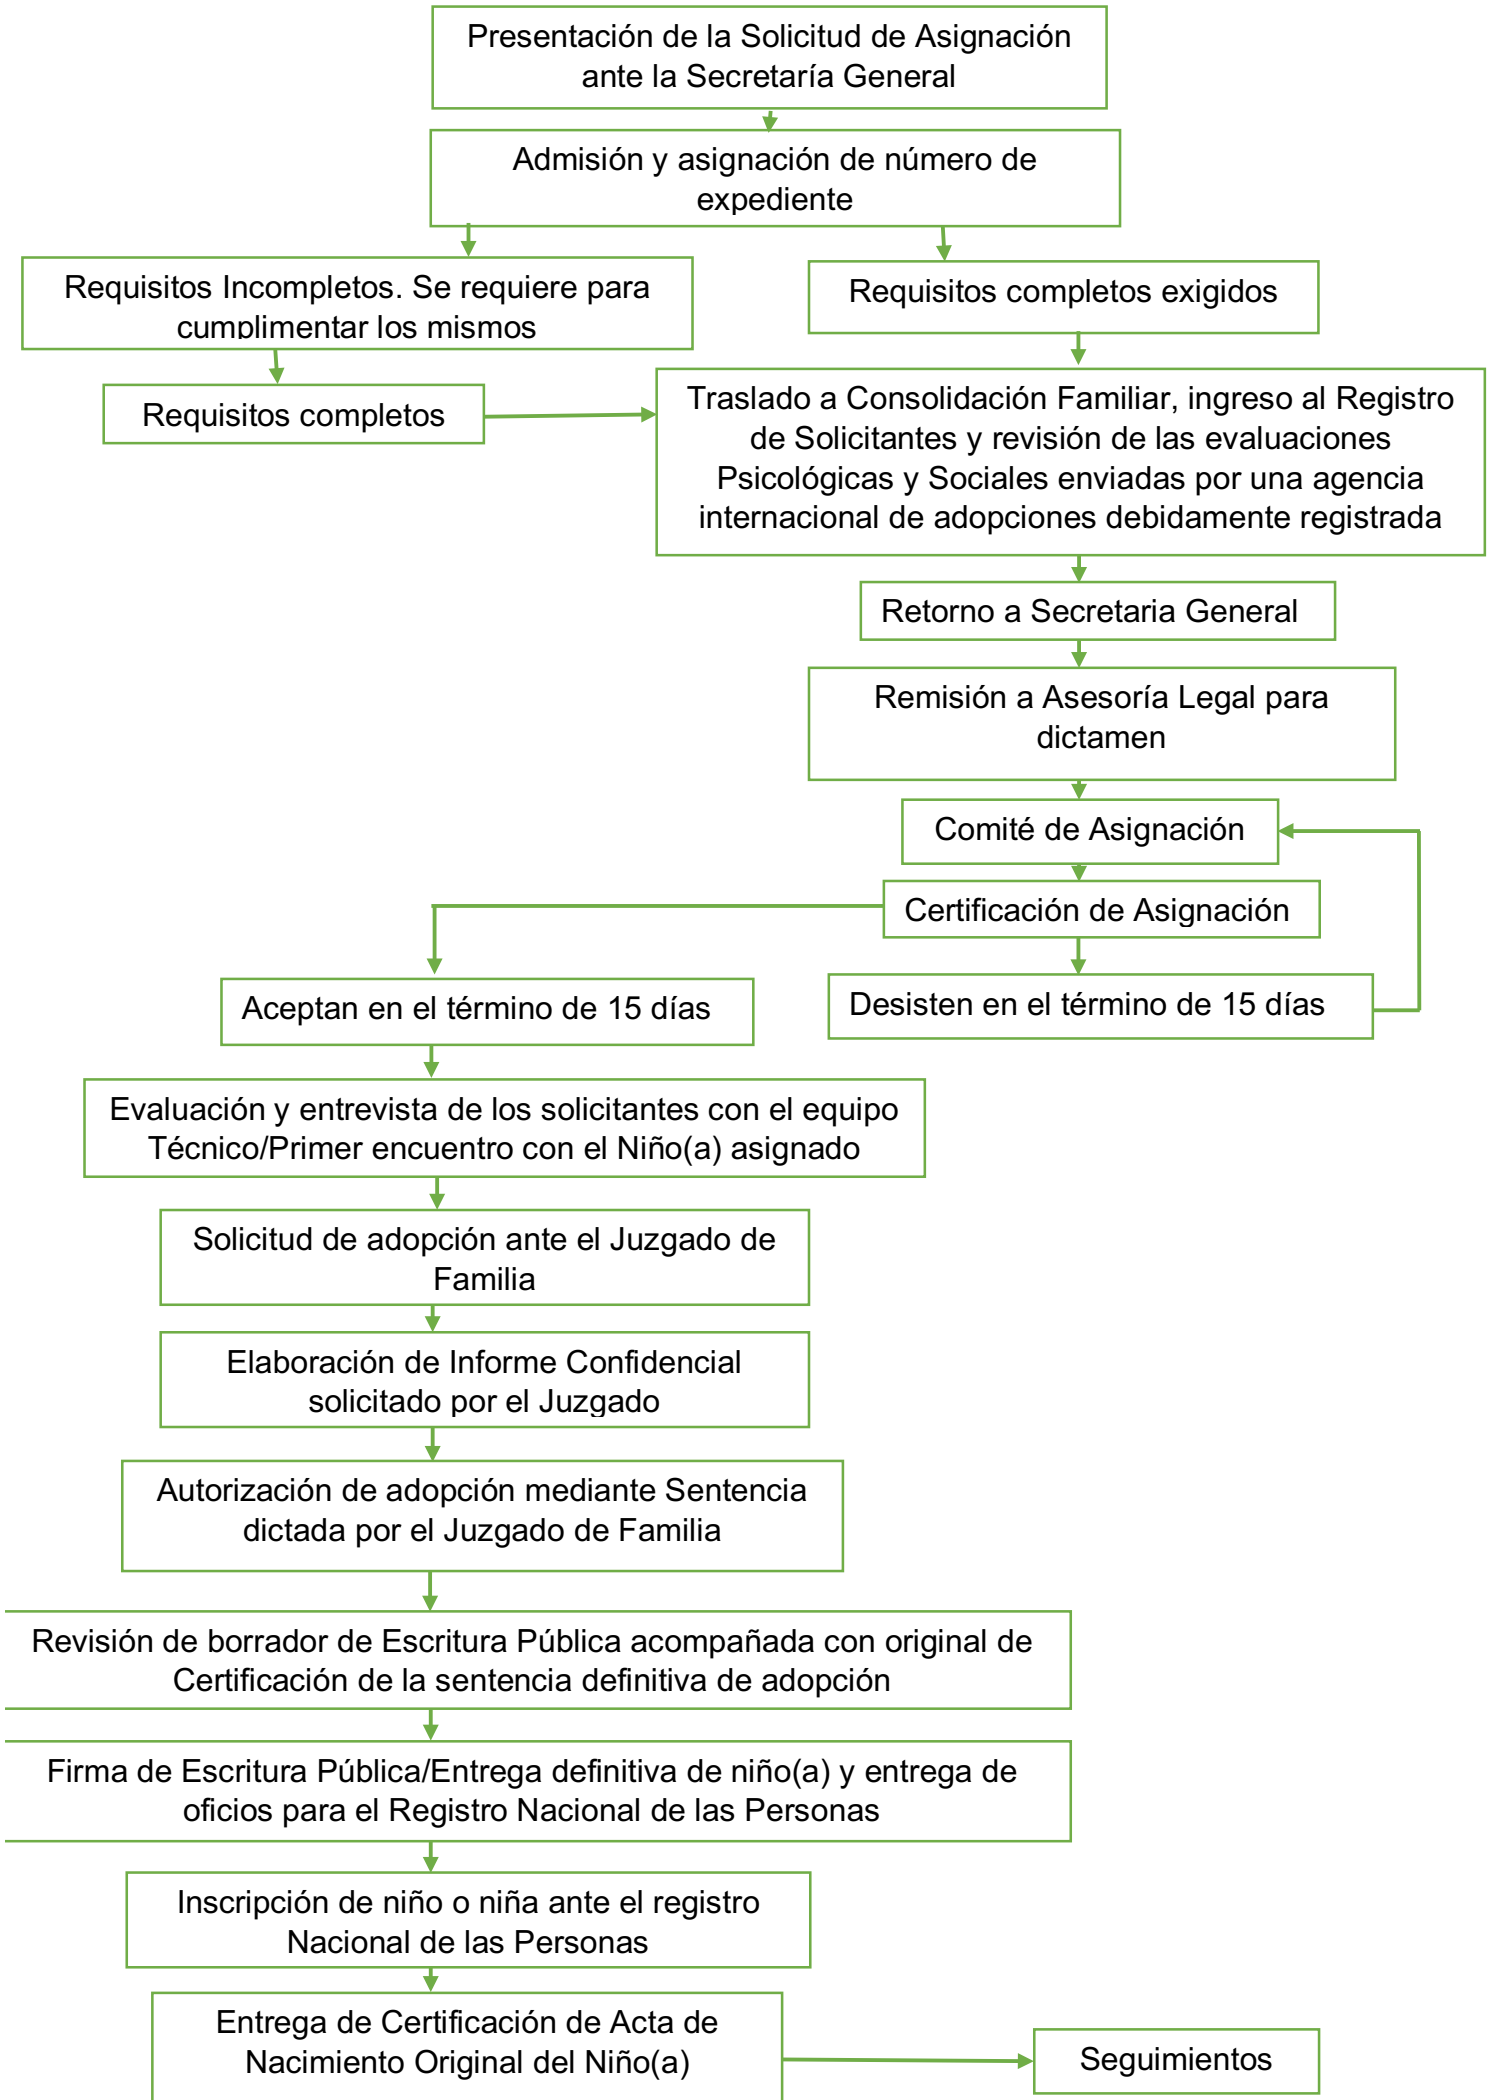 Presentación de la Solicitud de Asignación
ante la Secretaría General
Admisión y asignación de número de
expediente
Requisitos Incompletos. Se requiere para
cumplimentar los mismos
Requisitos completos exigidos
Requisitos completos
Traslado a Consolidación Familiar, ingreso al Registro
de Solicitantes y revisión de las evaluaciones
Psicológicas y Sociales enviadas por una agencia
internacional de adopciones debidamente registrada
Retorno a Secretaria General
Remisión a Asesoría Legal para
dictamen
Comité de Asignación
Certificación de Asignación
Aceptan en el término de 15 días
Desisten en el término de 15 días
Evaluación y entrevista de los solicitantes con el equipo
Técnico/Primer encuentro con el Niño(a) asignado
Solicitud de adopción ante el Juzgado de
Familia
Elaboración de Informe Confidencial
solicitado por el Juzgado
Autorización de adopción mediante Sentencia
dictada por el Juzgado de Familia
Revisión de borrador de Escritura Pública acompañada con original de
Certificación de la sentencia definitiva de adopción
Firma de Escritura Pública/Entrega definitiva de niño(a) y entrega de
oficios para el Registro Nacional de las Personas
Inscripción de niño o niña ante el registro
Nacional de las Personas
Entrega de Certificación de Acta de
Nacimiento Original del Niño(a)
Seguimientos